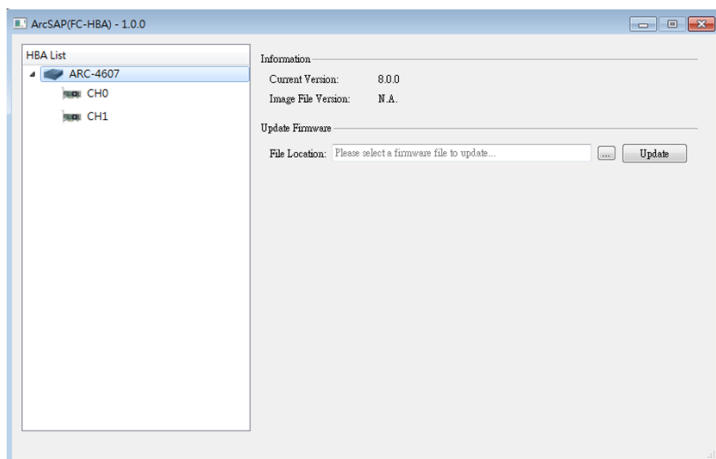 ArcSAP(FC-HBA) - 1.0.0
HBA List
ARC-4607
CH0
CH1
Information
Current Version: 8.0.0
Image File Version: N.A.
Update Firmware
File Location: Please select a firmware file to update... ... Update